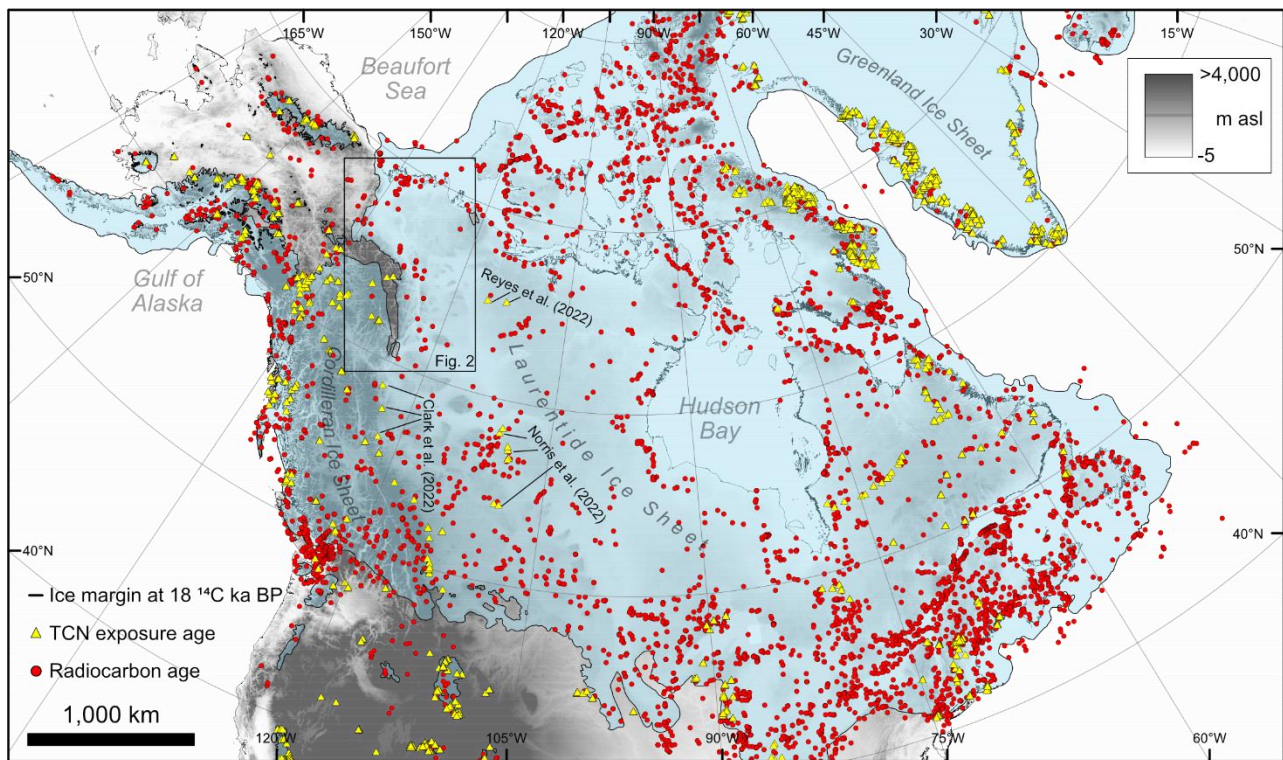 165°W
150°W
135°W
120°W
90°W
60°W
45°W
30°W
15°W
Beaufort
Sea
Greenland Ice Sheet
>4,000
m asl
-5
50°N
50°N
Gulf of
Alaska
Reyes et al. (2022)
Fig. 2
Cordilleran Ice Sheet
Clark et al. (2022)
Norris et al. (2022)
Laurentide Ice Sheet
Hudson
Bay
40°N
40°N
Ice margin at 18 ¹⁴C ka BP
TCN exposure age
Radiocarbon age
1,000 km
120°W
105°W
90°W
75°W
60°W